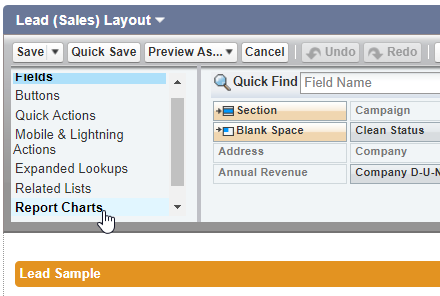 Lead (Sales) Layout
Save Quick Save Preview As... Cancel Undo Redo
Fields
Buttons
Quick Actions
Mobile & Lightning
Actions
Expanded Lookups
Related Lists
Report Charts
Quick Find Field Name
Section Campaign
Blank Space Clean Status
Address Company
Annual Revenue Company D-U-N
Lead Sample